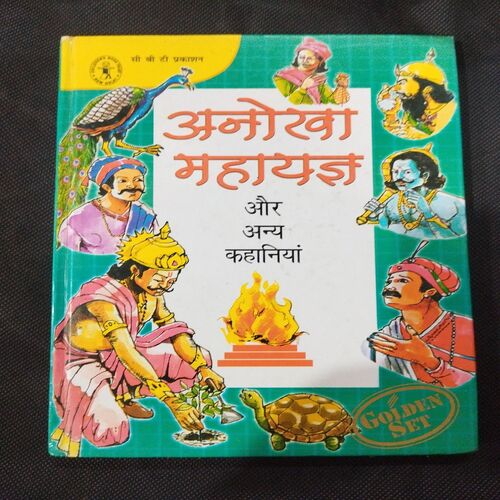 सी बी टी प्रकाशन
अनोखा
महायज्ञ
और
अन्य
कहानियां
GOLDEN
SET